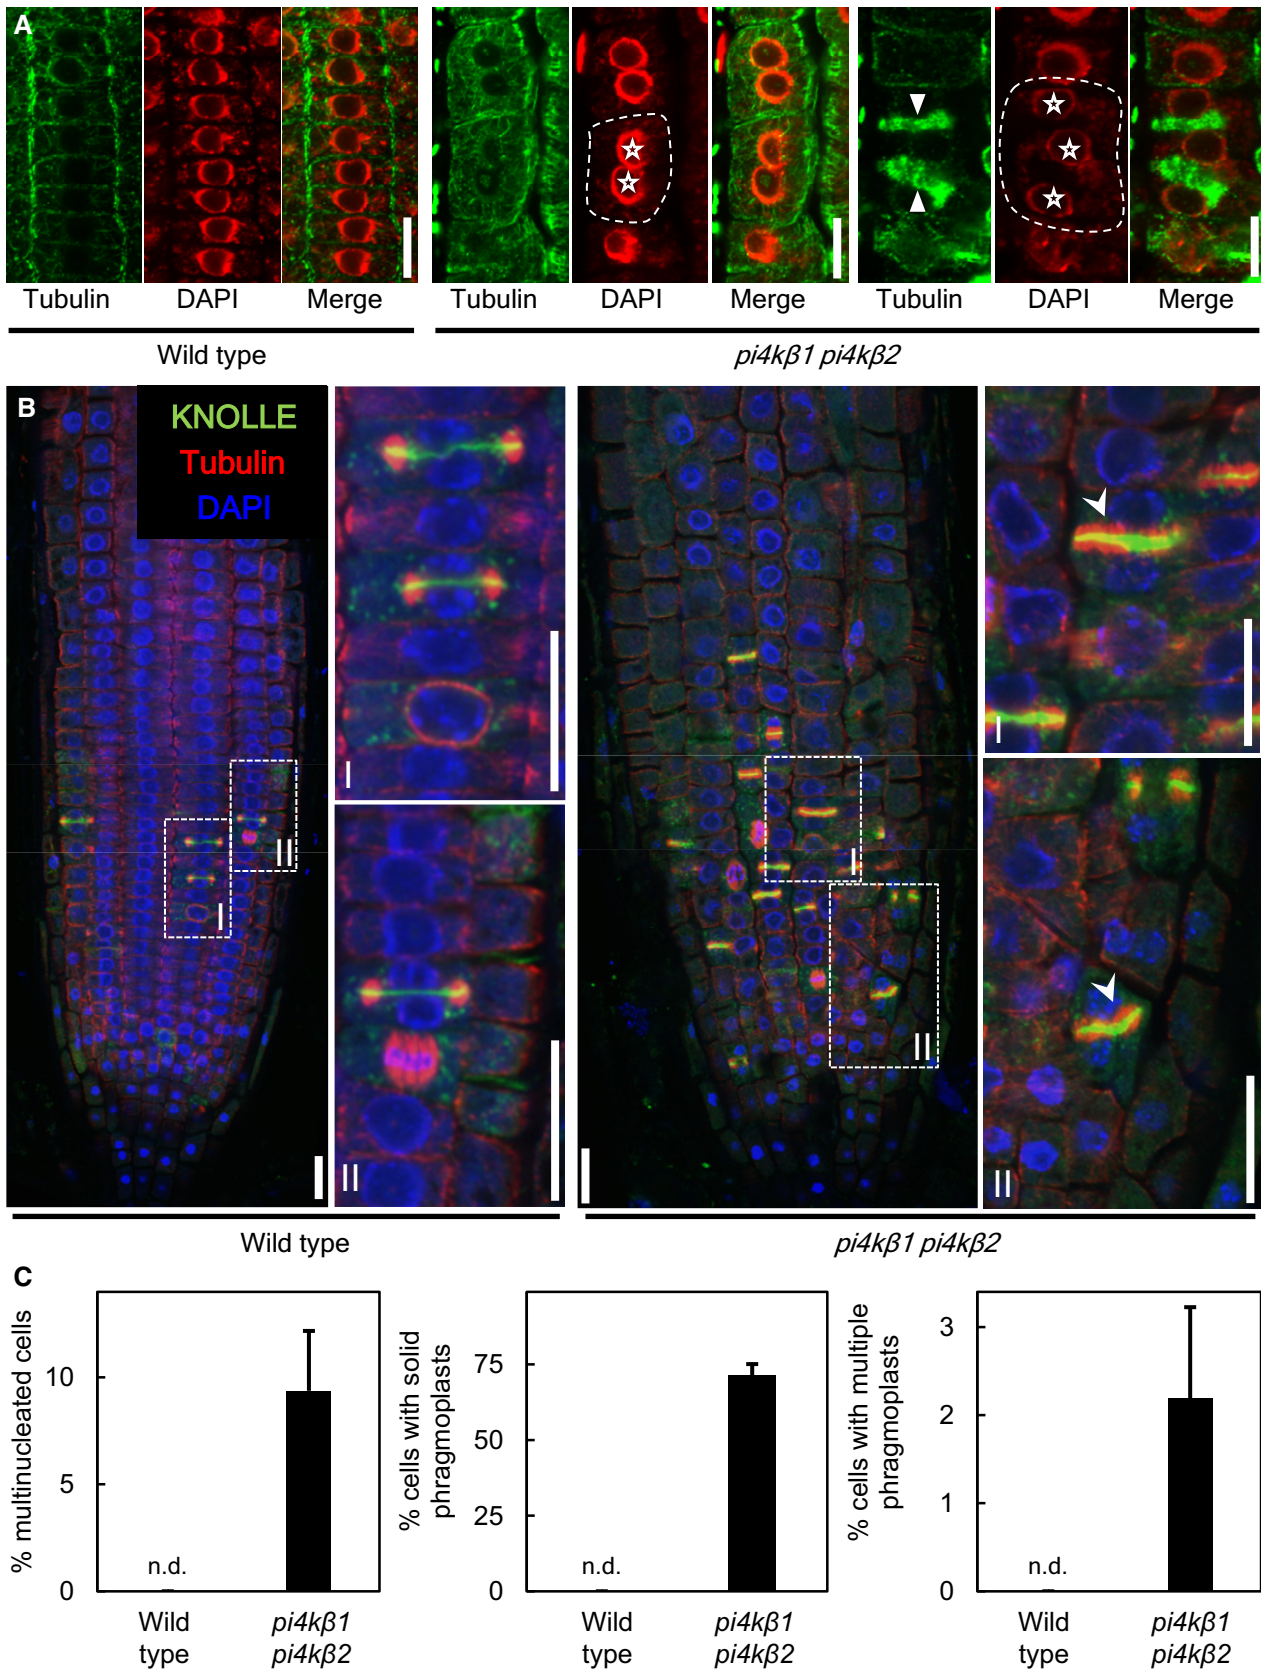 A
Tubulin DAPI Merge Tubulin DAPI Merge Tubulin DAPI Merge
Wild type pi4kβ1 pi4kβ2
B
KNOLLE
Tubulin
DAPI
I
I
II
I
I
II
II
II
Wild type pi4kβ1 pi4kβ2
C
% multinucleated cells
10
5
0
n.d.
Wild type
pi4kβ1 pi4kβ2
% cells with solid phragmoplasts
75
50
25
0
n.d.
Wild type
pi4kβ1 pi4kβ2
% cells with multiple phragmoplasts
3
2
1
0
n.d.
Wild type
pi4kβ1 pi4kβ2